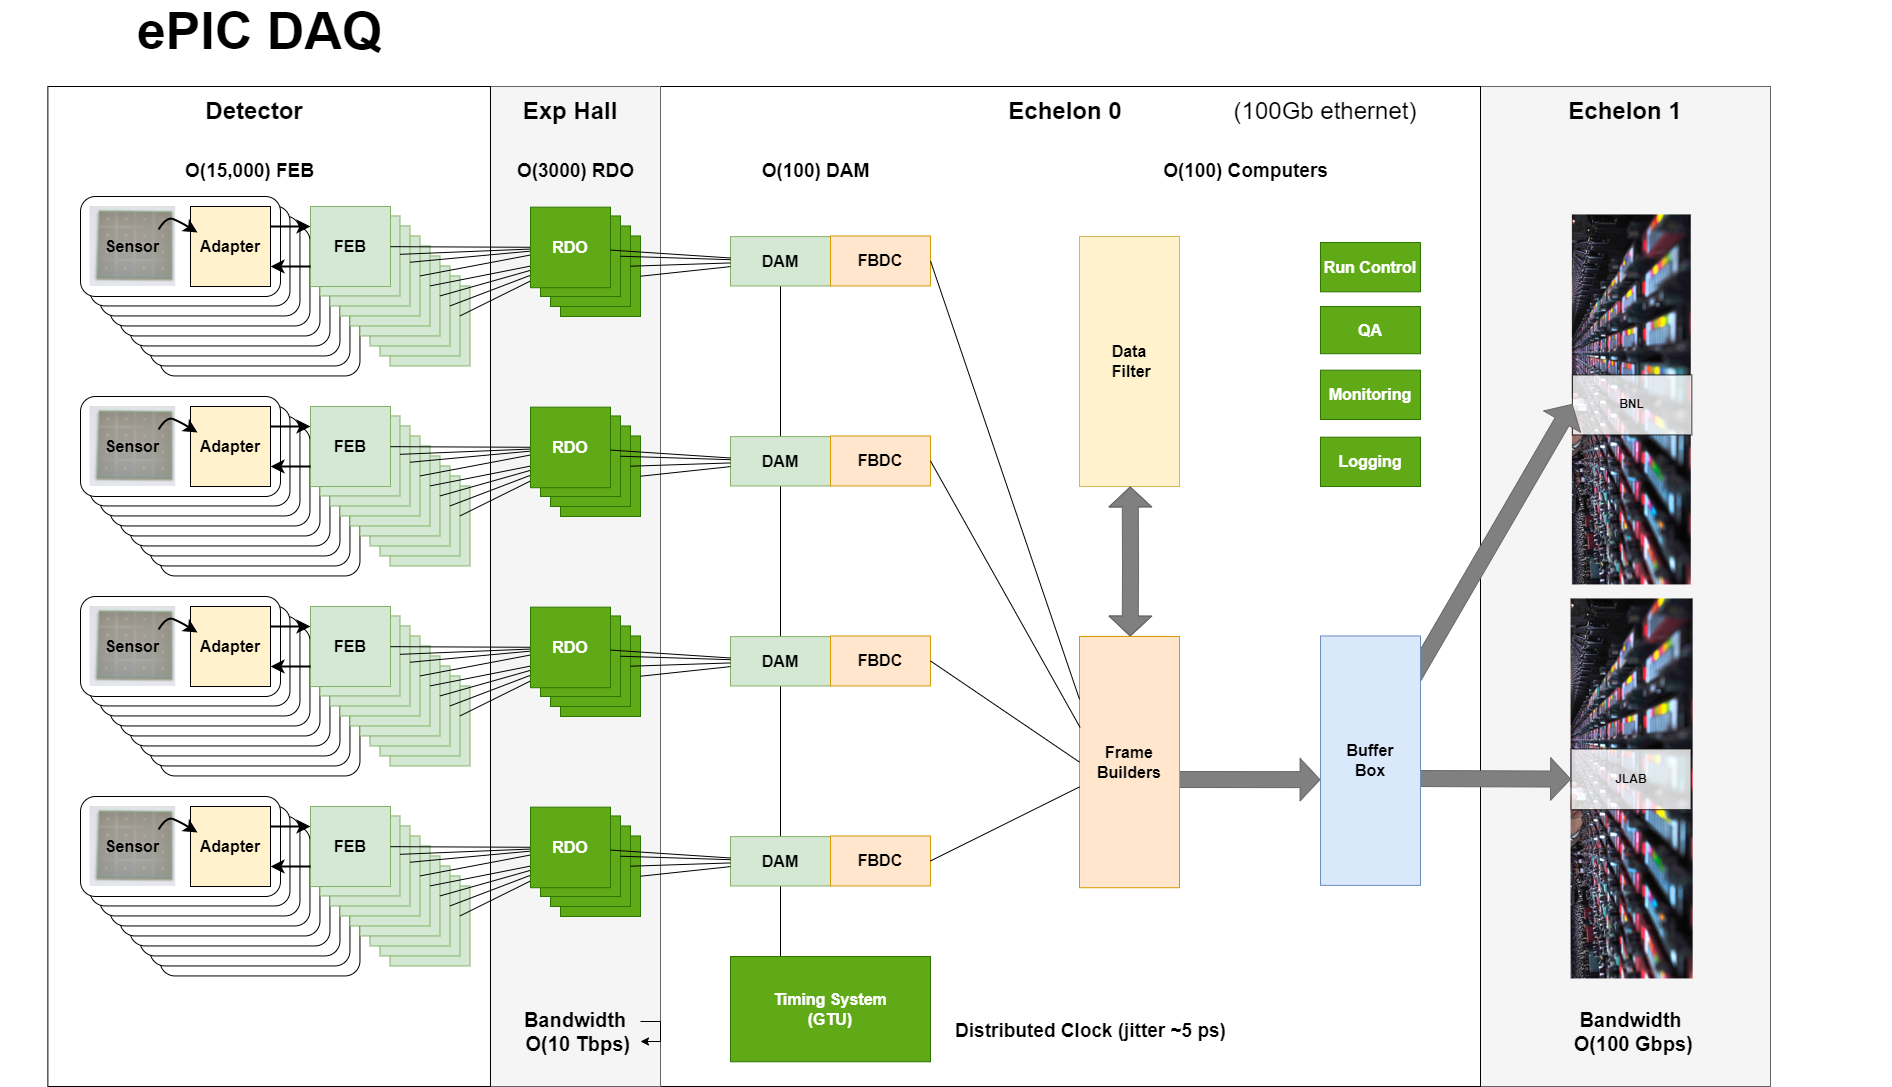 ePIC DAQ
Detector
Exp Hall
Echelon 0
(100Gb ethernet)
Echelon 1
O(15,000) FEB
O(3000) RDO
O(100) DAM
O(100) Computers
Sensor
Adapter
FEB
RDO
DAM
FBDC
Sensor
Adapter
FEB
RDO
DAM
FBDC
Sensor
Adapter
FEB
RDO
DAM
FBDC
Sensor
Adapter
FEB
RDO
DAM
FBDC
Data
Filter
Run Control
QA
Monitoring
Logging
BNL
Frame
Builders
Buffer
Box
JLAB
Timing System
(GTU)
Distributed Clock (jitter ~5 ps)
Bandwidth
O(10 Tbps)
Bandwidth
O(100 Gbps)